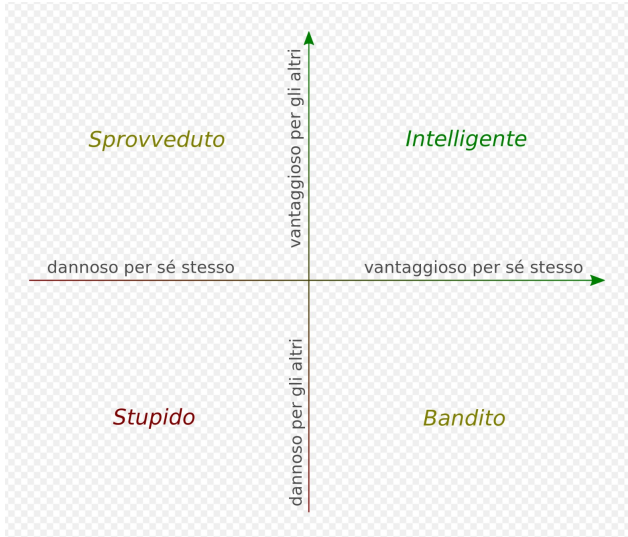 vantaggioso per gli altri
Sprovveduto
Intelligente
dannoso per sé stesso
vantaggioso per sé stesso
dannoso per gli altri
Stupido
Bandito